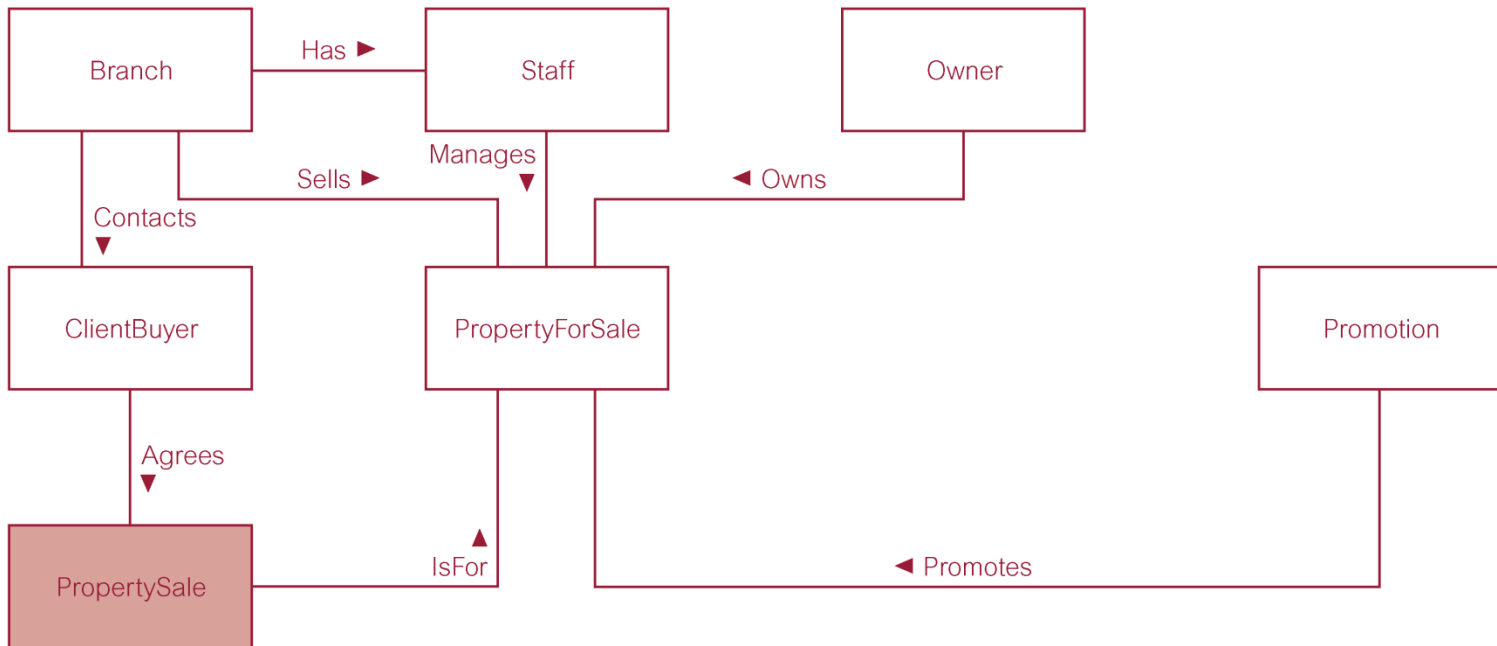 Has ►
Branch
Staff
Owner
Manages
▼
Sells ►
◄ Owns
Contacts
▼
ClientBuyer
PropertyForSale
Promotion
Agrees
▼
▲
IsFor
◄ Promotes
PropertySale